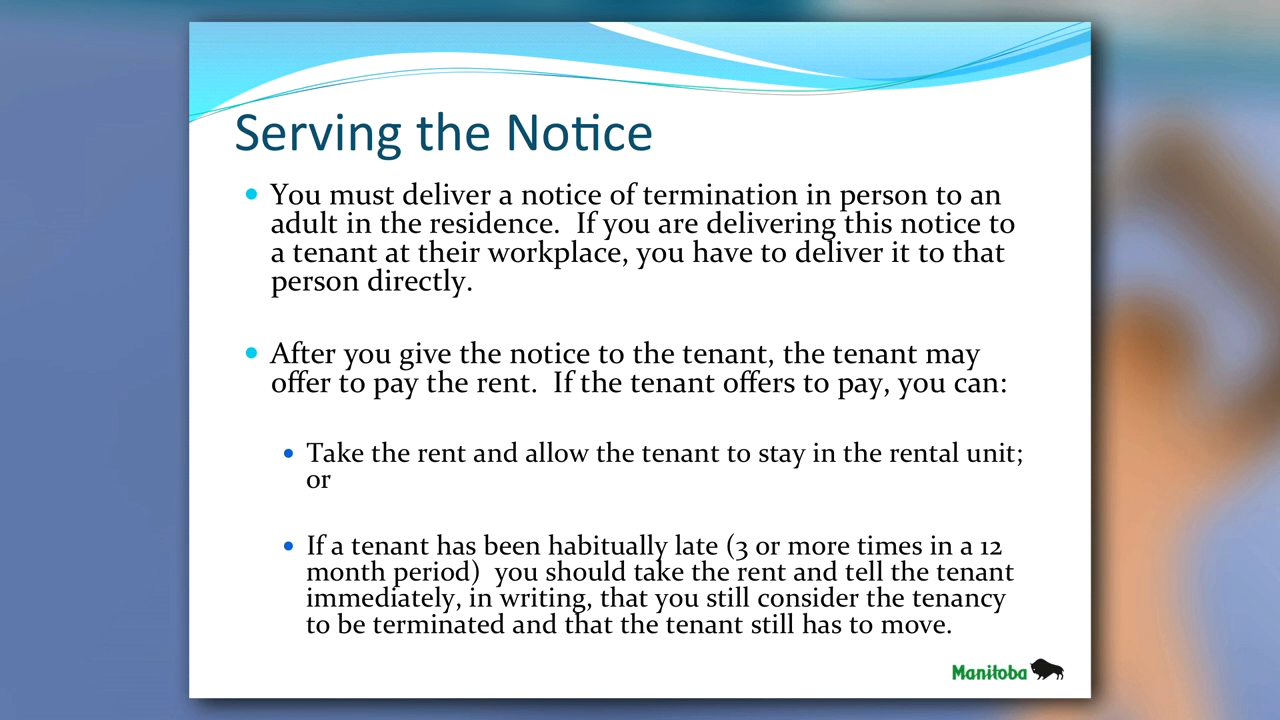 Serving the Notice
You must deliver a notice of termination in person to an
adult in the residence.  If you are delivering this notice to
a tenant at their workplace, you have to deliver it to that
person directly.
After you give the notice to the tenant, the tenant may
offer to pay the rent.  If the tenant offers to pay, you can:
Take the rent and allow the tenant to stay in the rental unit;
or
If a tenant has been habitually late (3 or more times in a 12
month period)  you should take the rent and tell the tenant
immediately, in writing, that you still consider the tenancy
to be terminated and that the tenant still has to move.
Manitoba